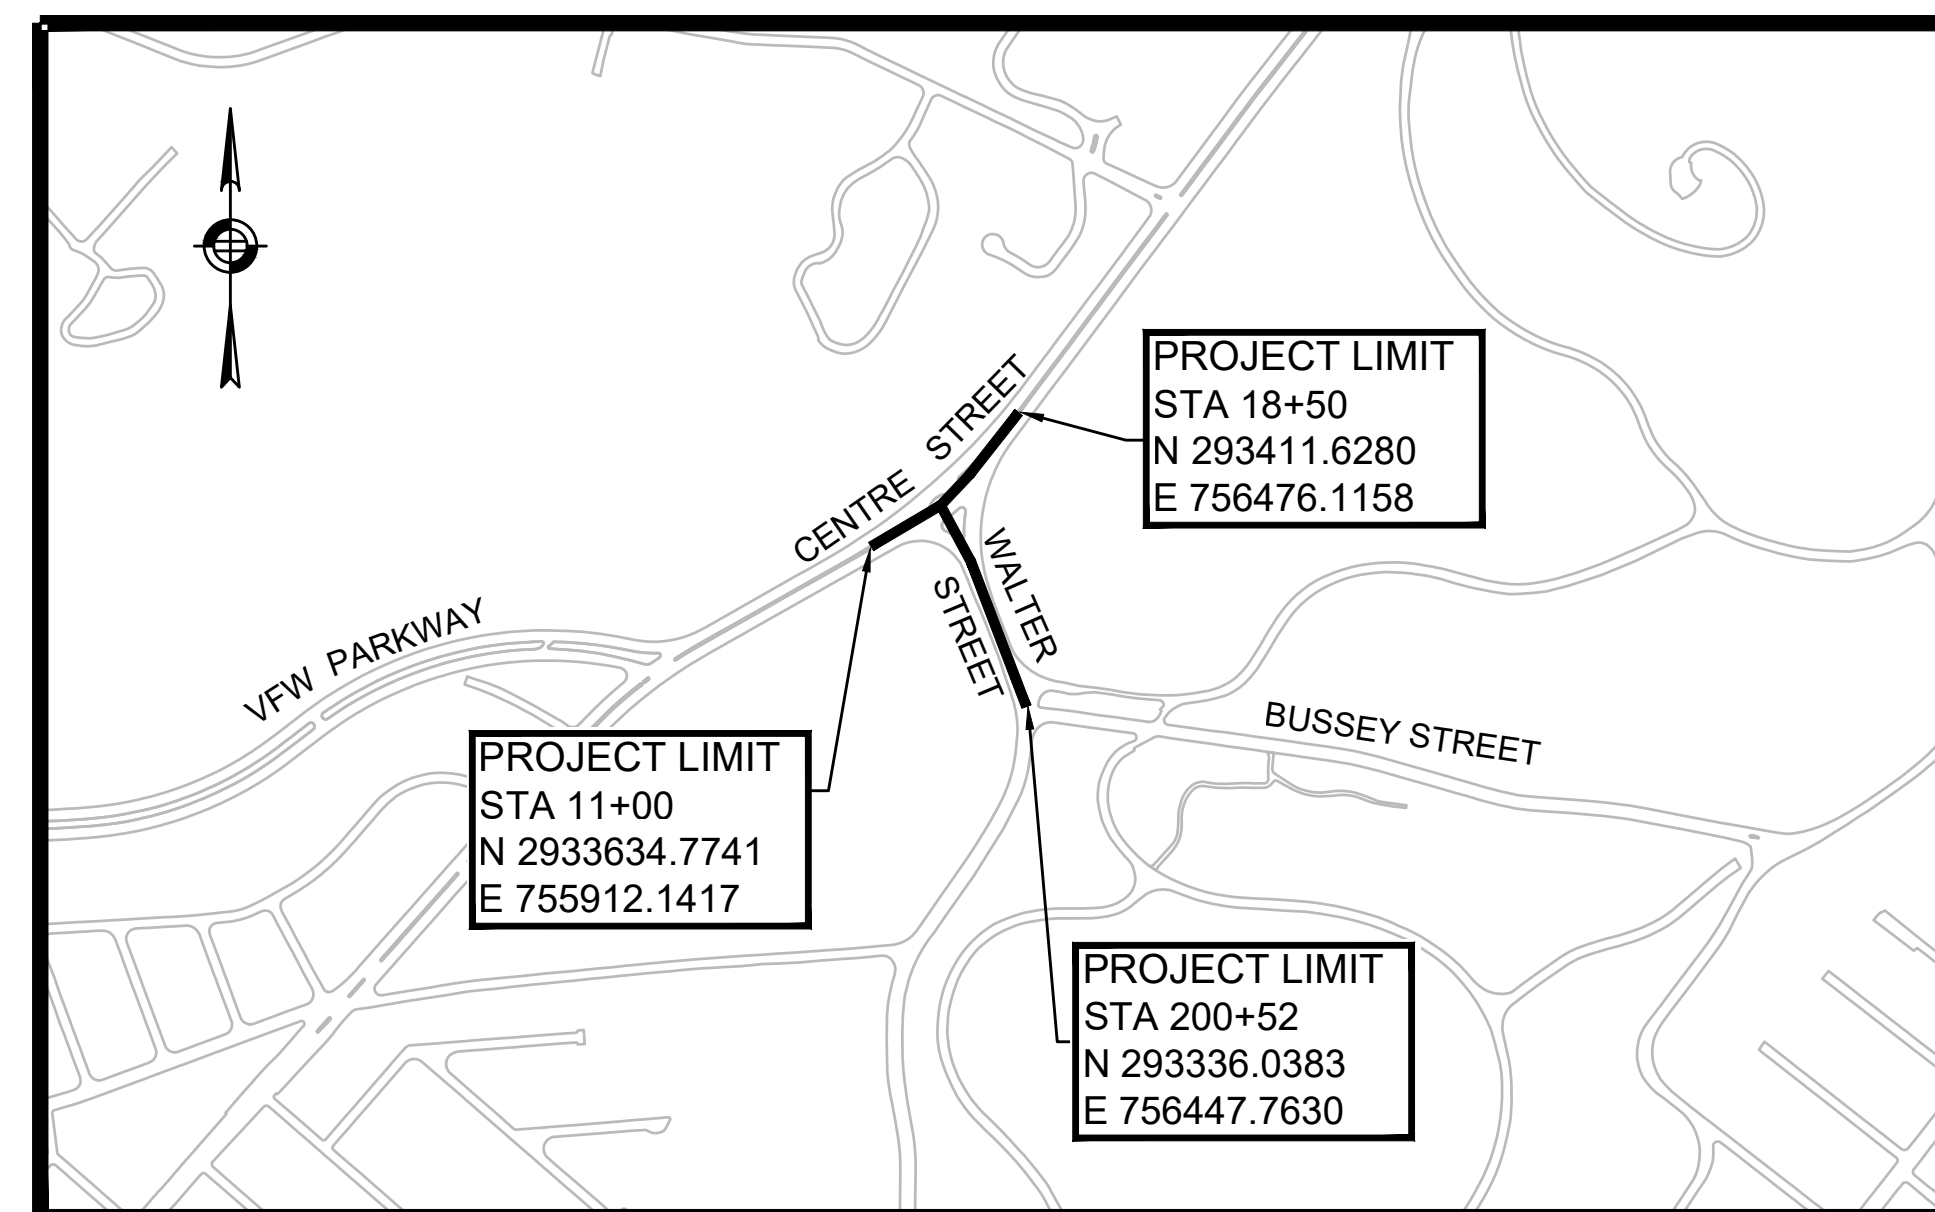 PROJECT LIMIT
STA 18+50
N 293411.6280
E 756476.1158
CENTRE STREET
WALTER
STREET
VFW PARKWAY
BUSSEY STREET
PROJECT LIMIT
STA 11+00
N 2933634.7741
E 755912.1417
PROJECT LIMIT
STA 200+52
N 293336.0383
E 756447.7630